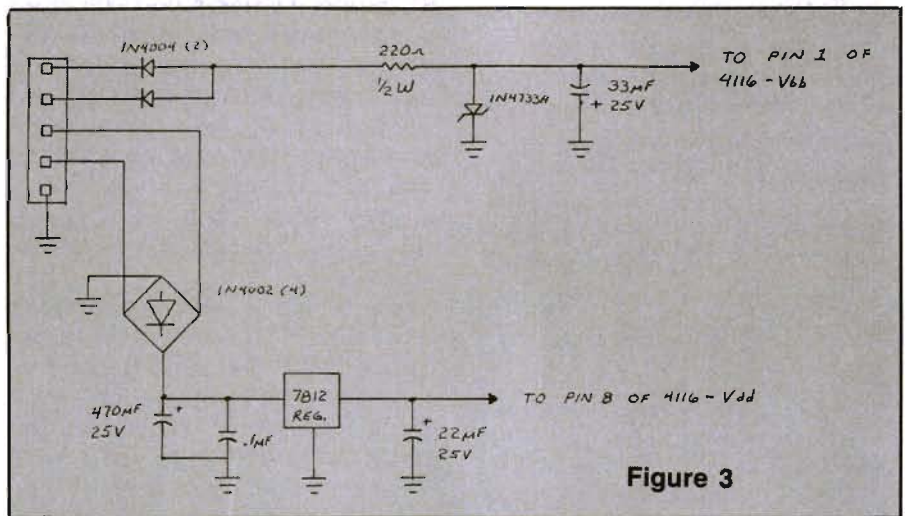 1N4004 (2)
220Ω
1/2 W
1N4733A
33µF
+ 25V
TO PIN 1 OF
4116-Vbb
1N4002 (4)
470µF
25V
+
.1µF
7812
REG.
+
22µF
25V
TO PIN 8 OF 4116-Vdd
Figure 3